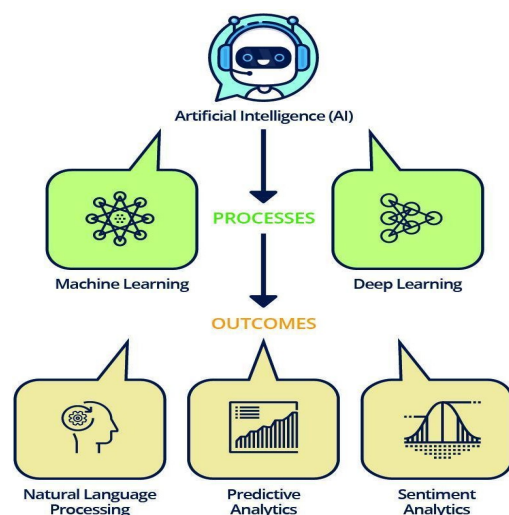 Artificial Intelligence (AI)
PROCESSES
Machine Learning
Deep Learning
OUTCOMES
Natural Language
Processing
Predictive
Analytics
Sentiment
Analytics